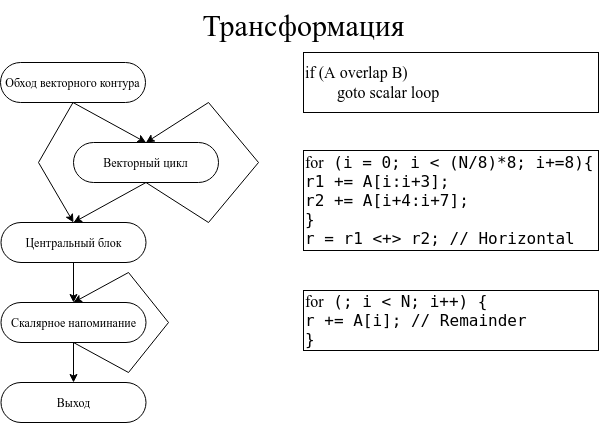 Трансформация
Обход векторного контура
Векторный цикл
Центральный блок
Скалярное напоминание
Выход
if (A overlap B)
goto scalar loop
for (i = 0; i < (N/8)*8; i+=8){
r1 += A[i:i+3];
r2 += A[i+4:i+7];
}
r = r1 <+> r2; // Horizontal
for (; i < N; i++) {
r += A[i]; // Remainder
}